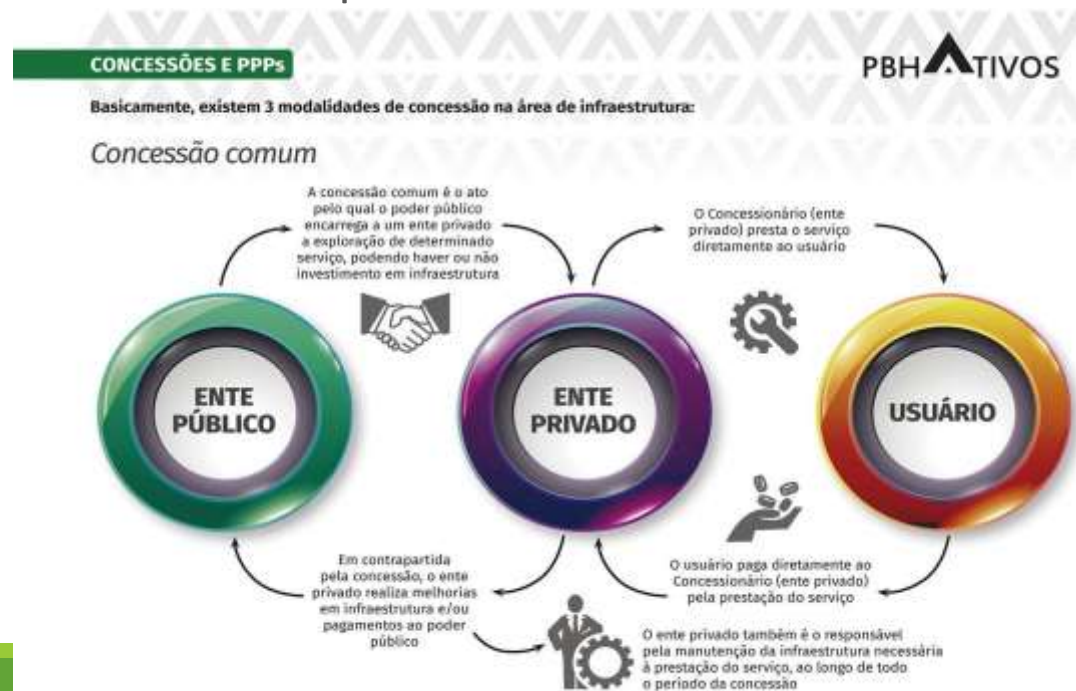 CONCESSÕES E PPPs
PBH ATIVOS
Basicamente, existem 3 modalidades de concessão na área de infraestrutura:
Concessão comum
A concessão comum é o ato
pelo qual o poder público
encarrega a um ente privado
a exploração de determinado
serviço, podendo haver ou não
investimento em infraestrutura
O Concessionário (ente
privado) presta o serviço
diretamente ao usuário
ENTE
PÚBLICO
ENTE
PRIVADO
USUÁRIO
Em contrapartida
pela concessão, o ente
privado realiza melhorias
em infraestrutura e/ou
pagamentos ao poder
público
O usuário paga diretamente ao
Concessionário (ente privado)
pela prestação do serviço
O ente privado também é o responsável
pela manutenção da infraestrutura necessária
à prestação do serviço, ao longo de todo
o período da concessão